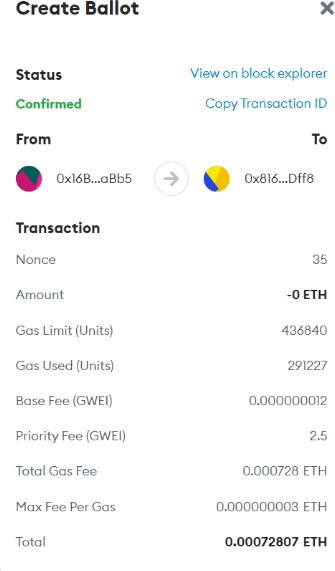 Create Ballot
Status View on block explorer
Confirmed Copy Transaction ID
From To
0x16B...aBb5 0x816...Dff8
Transaction
Nonce 35
Amount -0 ETH
Gas Limit (Units) 436840
Gas Used (Units) 291227
Base Fee (GWEI) 0.000000012
Priority Fee (GWEI) 2.5
Total Gas Fee 0.000728 ETH
Max Fee Per Gas 0.000000003 ETH
Total 0.00072807 ETH